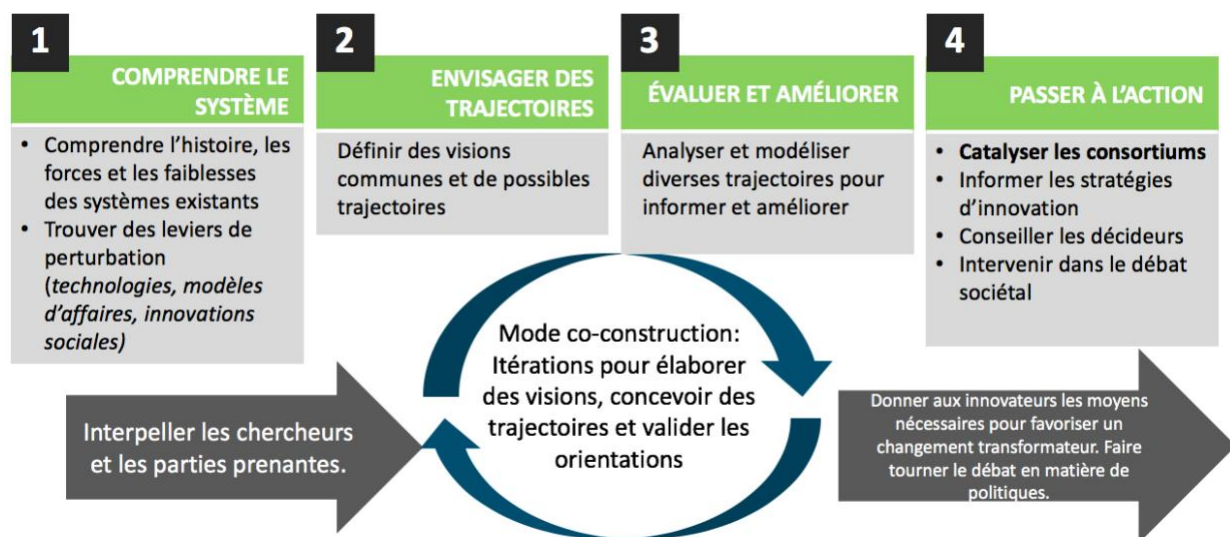 1
COMPRENDRE LE
SYSTÈME
• Comprendre l'histoire, les
forces et les faiblesses
des systèmes existants
• Trouver des leviers de
perturbation
(technologies, modèles
d'affaires, innovations
sociales)
2
ENVISAGER DES
TRAJECTOIRES
Définir des visions
communes et de possibles
trajectoires
3
ÉVALUER ET AMÉLIORER
Analyser et modéliser
diverses trajectoires pour
informer et améliorer
4
PASSER À L'ACTION
• Catalyser les consortiums
• Informer les stratégies
d'innovation
• Conseiller les décideurs
• Intervenir dans le débat
sociétal
Interpeller les chercheurs
et les parties prenantes.
Mode co-construction:
Itérations pour élaborer
des visions, concevoir des
trajectoires et valider les
orientations
Donner aux innovateurs les moyens
nécessaires pour favoriser un
changement transformateur. Faire
tourner le débat en matière de
politiques.